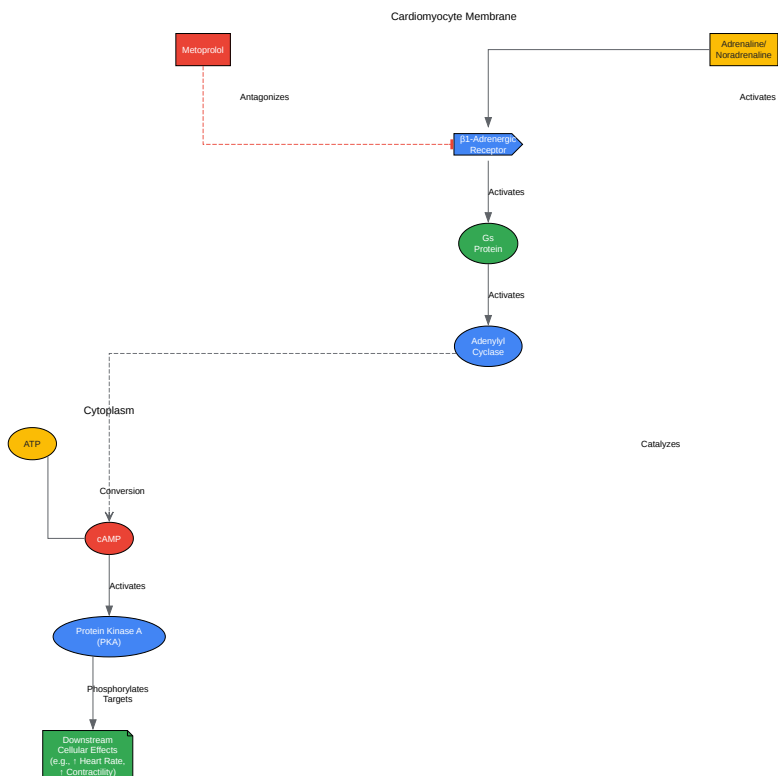 Cardiomyocyte Membrane
Metoprolol
Adrenaline/
Noradrenaline
Antagonizes
Activates
β1-Adrenergic
Receptor
Activates
Gs
Protein
Activates
Adenylyl
Cyclase
Cytoplasm
ATP
Catalyzes
Conversion
cAMP
Activates
Protein Kinase A
(PKA)
Phosphorylates
Targets
Downstream
Cellular Effects
(e.g., ↑ Heart Rate,
↑ Contractility)